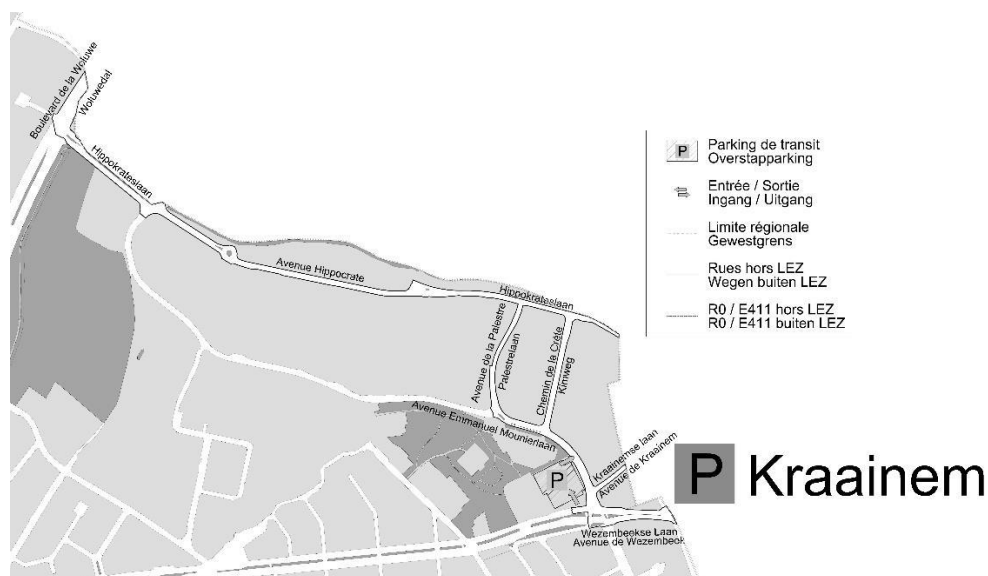 Boulevard de la Woluwe
Woluwedal
Hippokrateslaan
Avenue Hippocrate
Hippokrateslaan
Avenue de la Palestre
Palestrelaan
Chemin de la Crète
Kimweg
Avenue Emmanuel Mounierlaan
Kraainemse laan
Avenue de Kraainem
P
Wezembeekse Laan
Avenue de Wezembeek
P
Parking de transit
Overstapparking
Entrée / Sortie
Ingang / Uitgang
Limite régionale
Gewestgrens
Rues hors LEZ
Wegen buiten LEZ
R0 / E411 hors LEZ
R0 / E411 buiten LEZ
P Kraainem